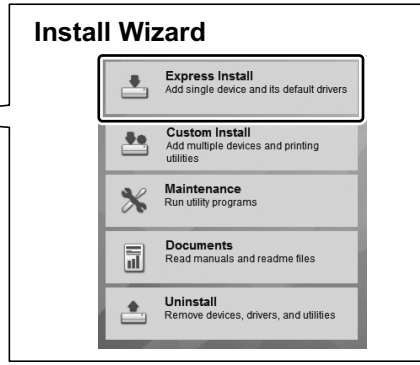 Install Wizard
Express Install
Add single device and its default drivers
Custom Install
Add multiple devices and printing
utilities
Maintenance
Run utility programs
Documents
Read manuals and readme files
Uninstall
Remove devices, drivers, and utilities